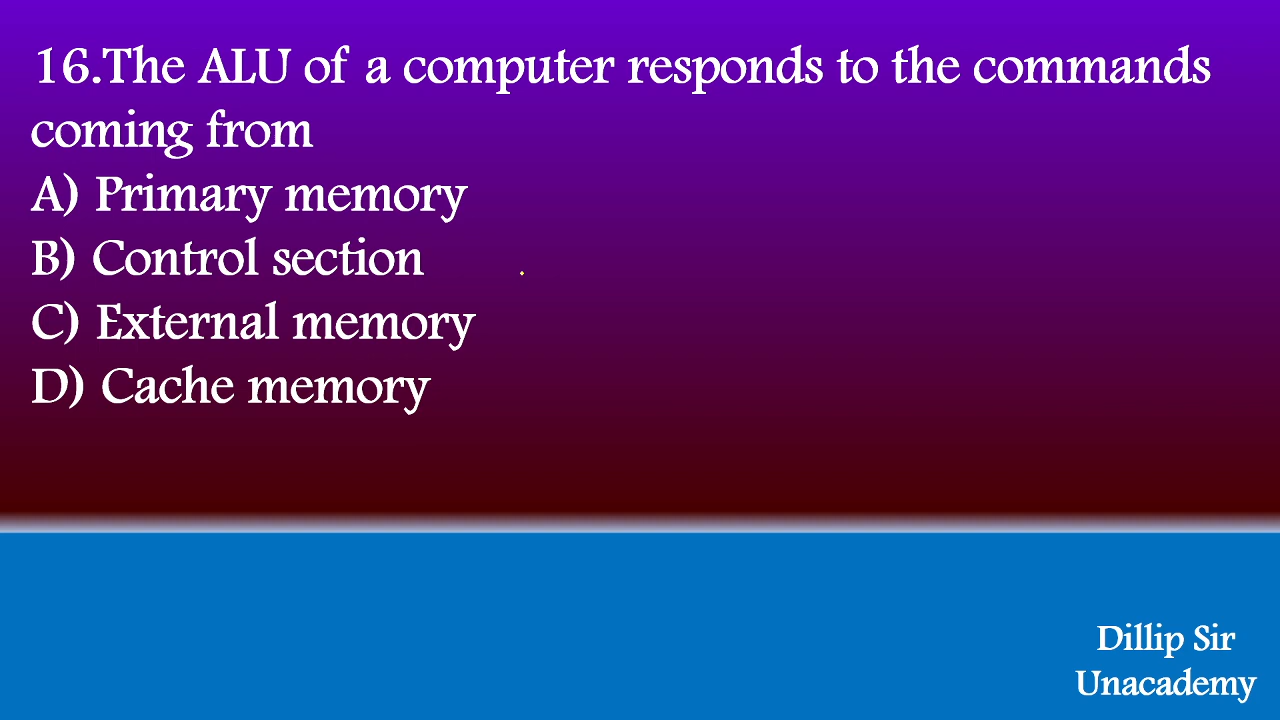 16.The ALU of a computer responds to the commands
coming from
A) Primary memory
B) Control section
C) External memory
D) Cache memory
Dillip Sir
Unacademy